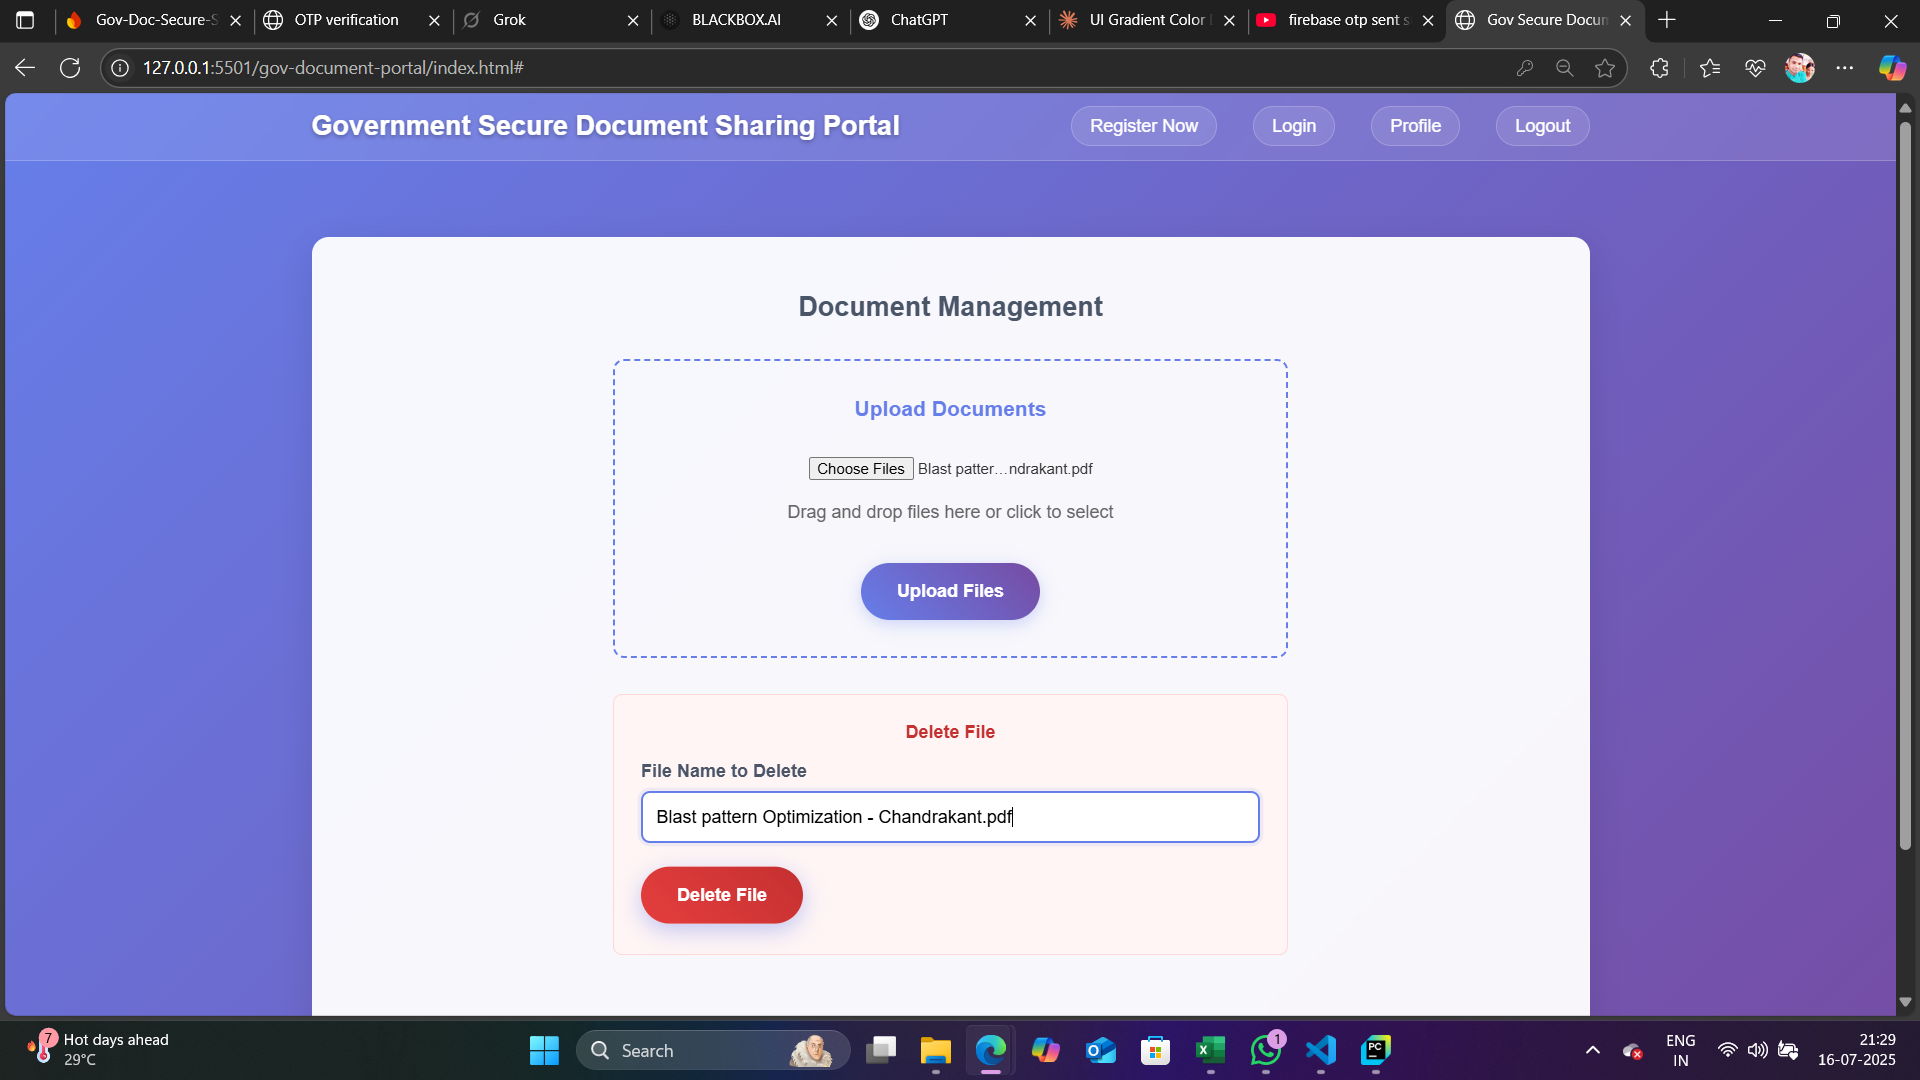 Gov-Doc-Secure-S
OTP verification
Grok
BLACKBOX.AI
ChatGPT
UI Gradient Color
firebase otp sent s
Gov Secure Docum
127.0.0.1:5501/gov-document-portal/index.html#
Government Secure Document Sharing Portal
Register Now
Login
Profile
Logout
Document Management
Upload Documents
Choose Files Blast patter...ndrakant.pdf
Drag and drop files here or click to select
Upload Files
Delete File
File Name to Delete
Blast pattern Optimization - Chandrakant.pdf
Delete File
7
Hot days ahead
29°C
Search
1
PC
ENG
IN
21:29
16-07-2025